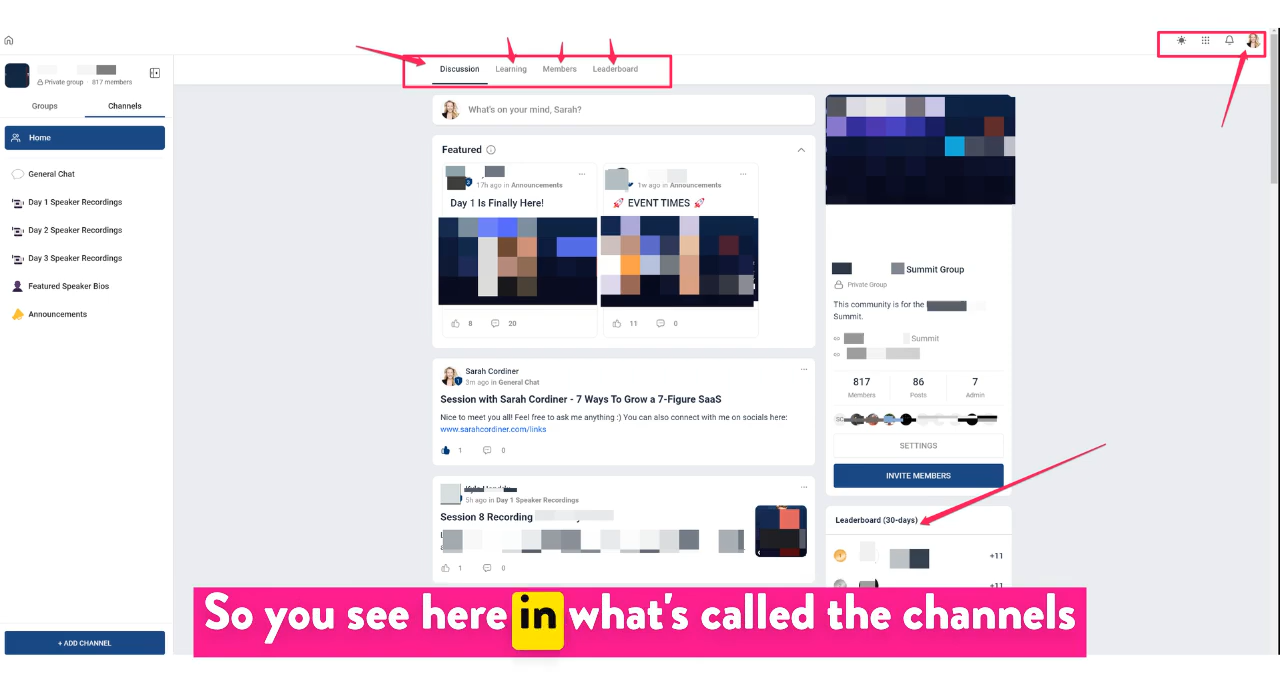 Private group · 817 members
Groups
Channels
Home
General Chat
Day 1 Speaker Recordings
Day 2 Speaker Recordings
Day 3 Speaker Recordings
Featured Speaker Bios
Announcements
+ ADD CHANNEL
Discussion
Learning
Members
Leaderboard
What's on your mind, Sarah?
Featured
17h ago in Announcements
Day 1 Is Finally Here!
8
20
1w ago in Announcements
🚀 EVENT TIMES 🚀
11
0
Sarah Cordiner
3m ago in General Chat
Session with Sarah Cordiner - 7 Ways To Grow a 7-Figure SaaS
Nice to meet you all! Feel free to ask me anything :) You can also connect with me on socials here:
www.sarahcordiner.com/links
1
0
5h ago in Day 1 Speaker Recordings
Session 8 Recording
1
0
Summit Group
Private Group
This community is for the
Summit.
Summit
817
86
7
Members
Posts
Admin
SETTINGS
INVITE MEMBERS
Leaderboard (30-days)
+11
+11
So you see here in what's called the channels